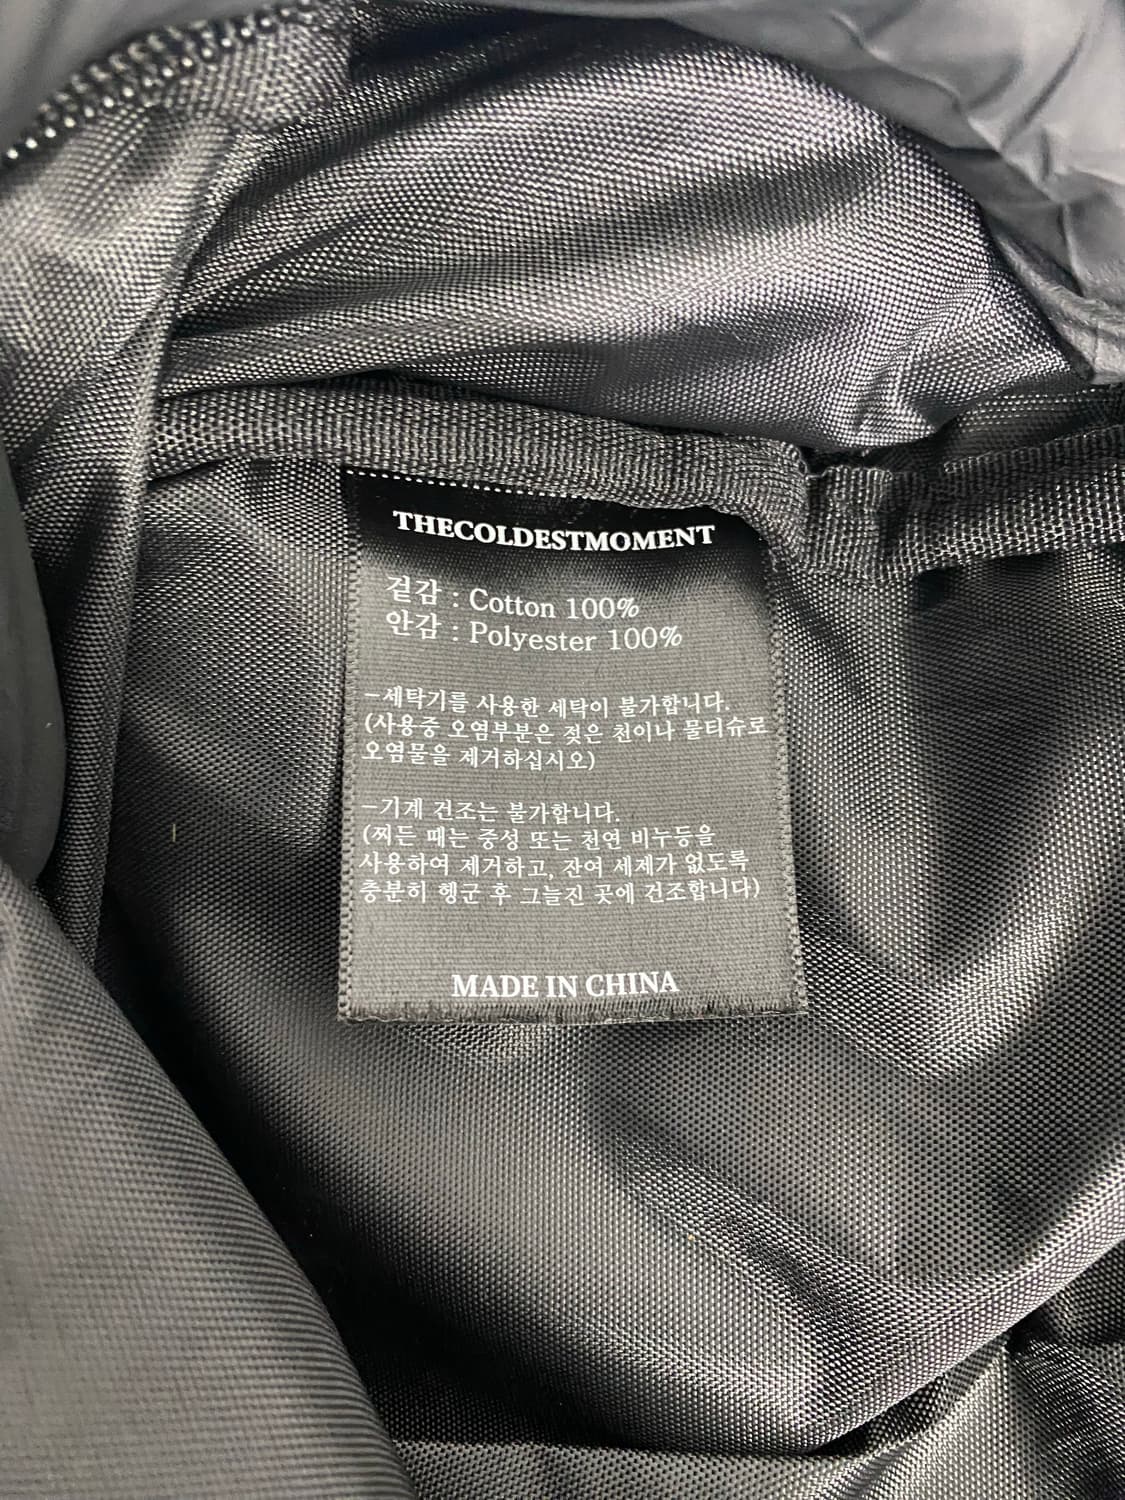 THECOLDESTMOMENT
겉감 : Cotton 100%
안감 : Polyester 100%
-세탁기를 사용한 세탁이 불가합니다.
(사용중 오염부분은 젖은 천이나 물티슈로
오염물을 제거하십시오)
-기계 건조는 불가합니다.
(찌든 때는 중성 또는 천연 비누등을
사용하여 제거하고, 잔여 세제가 없도록
충분히 헹군 후 그늘진 곳에 건조합니다)
MADE IN CHINA